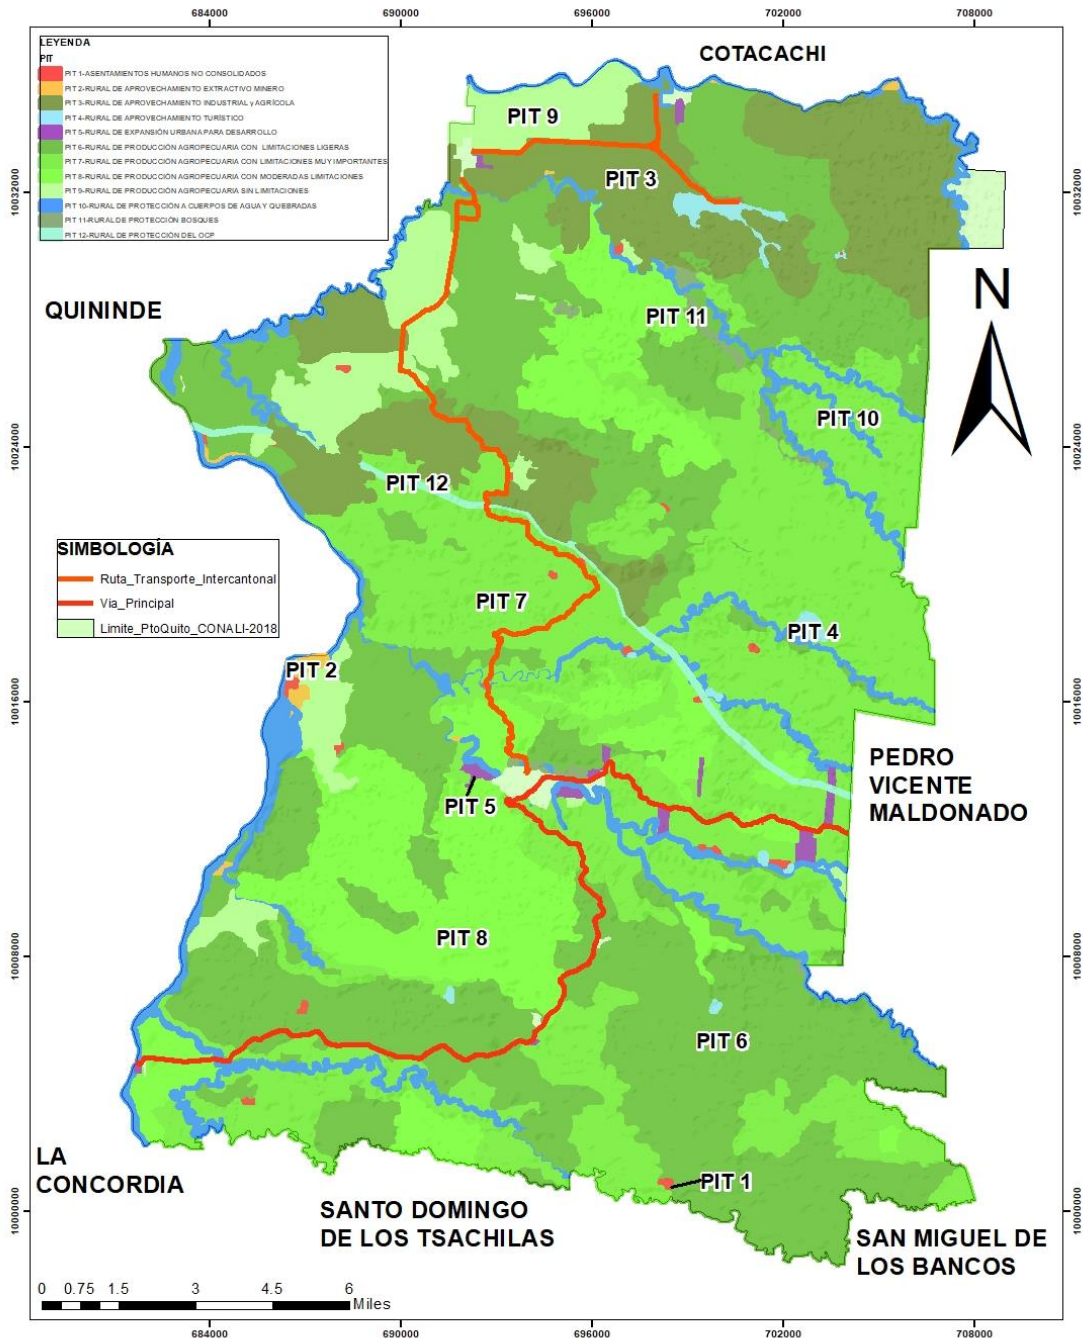 684000
690000
696000
702000
708000
LEYENDA
PIT
PIT 1-ASENTAMIENTOS HUMANOS NO CONSOLIDADOS
PIT 2-RURAL DE APROVECHAMIENTO EXTRACTIVO MINERO
PIT 3-RURAL DE APROVECHAMIENTO INDUSTRIAL y AGRÍCOLA
PIT 4-RURAL DE APROVECHAMIENTO TURÍSTICO
PIT 5-RURAL DE EXPANSIÓN URBANA PARA DESARROLLO
PIT 6-RURAL DE PRODUCCIÓN AGROPECUARIA CON LIMITACIONES LIGERAS
PIT 7-RURAL DE PRODUCCIÓN AGROPECUARIA CON LIMITACIONES MUY IMPORTANTES
PIT 8-RURAL DE PRODUCCIÓN AGROPECUARIA CON MODERADAS LIMITACIONES
PIT 9-RURAL DE PRODUCCIÓN AGROPECUARIA SIN LIMITACIONES
PIT 10-RURAL DE PROTECCIÓN A CUERPOS DE AGUA Y QUEBRADAS
PIT 11-RURAL DE PROTECCIÓN BOSQUES
PIT 12-RURAL DE PROTECCIÓN DEL OCP
COTACACHI
PIT 9
PIT 3
10032000
10032000
N
QUININDE
PIT 11
PIT 10
10024000
10024000
PIT 12
SIMBOLOGÍA
Ruta_Transporte_Intercantonal
Via_Principal
Limite_PtoQuito_CONALI-2018
PIT 7
PIT 4
PIT 2
10016000
10016000
PEDRO
VICENTE
MALDONADO
PIT 5
PIT 8
10008000
10008000
PIT 6
LA
CONCORDIA
PIT 1
SANTO DOMINGO
DE LOS TSACHILAS
10000000
10000000
SAN MIGUEL DE
LOS BANCOS
0 0.75 1.5 3 4.5 6
Miles
684000
690000
696000
702000
708000